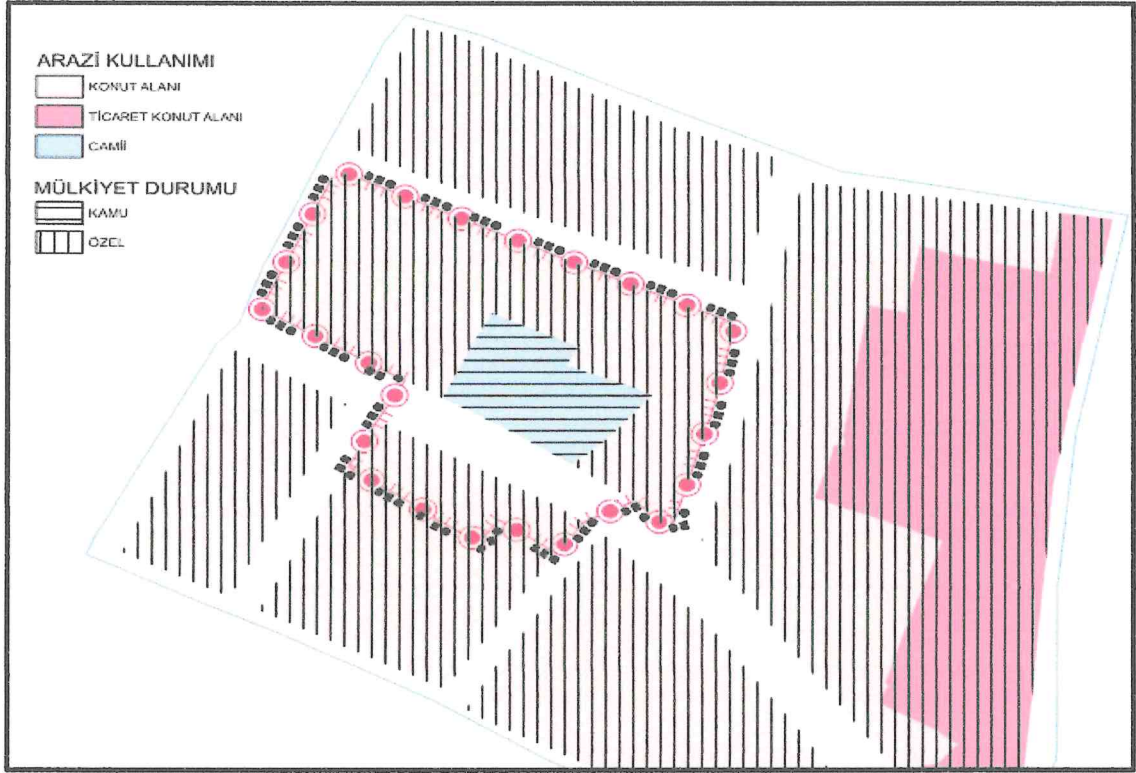 ARAZİ KULLANIMI
KONUT ALANI
TİCARET KONUT ALANI
CAMİİ
MÜLKİYET DURUMU
KAMU
ÖZEL